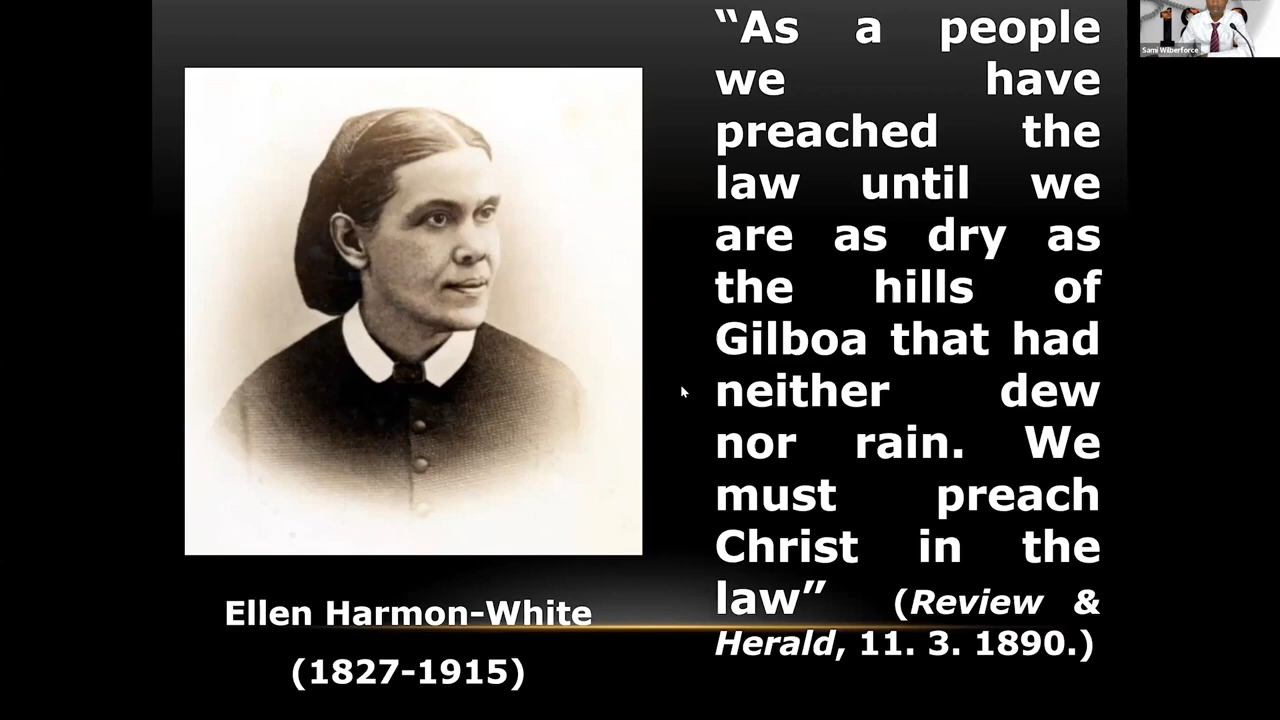 “As a people
we have
preached the
law until we
are as dry as
the hills of
Gilboa that had
neither dew
nor rain. We
must preach
Christ in the
law” (Review &
Herald, 11. 3. 1890.)
Ellen Harmon-White
(1827-1915)
Sami Wilberforce